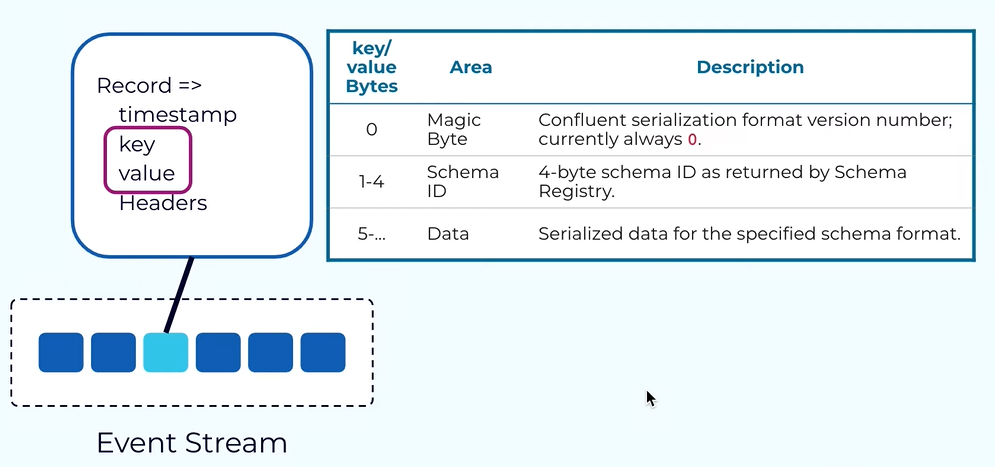 Record =>
timestamp
key
value
Headers
key/
value
Bytes
Area
Description
0
Magic
Byte
Confluent serialization format version number;
currently always 0.
1-4
Schema
ID
4-byte schema ID as returned by Schema
Registry.
5-...
Data
Serialized data for the specified schema format.
Event Stream